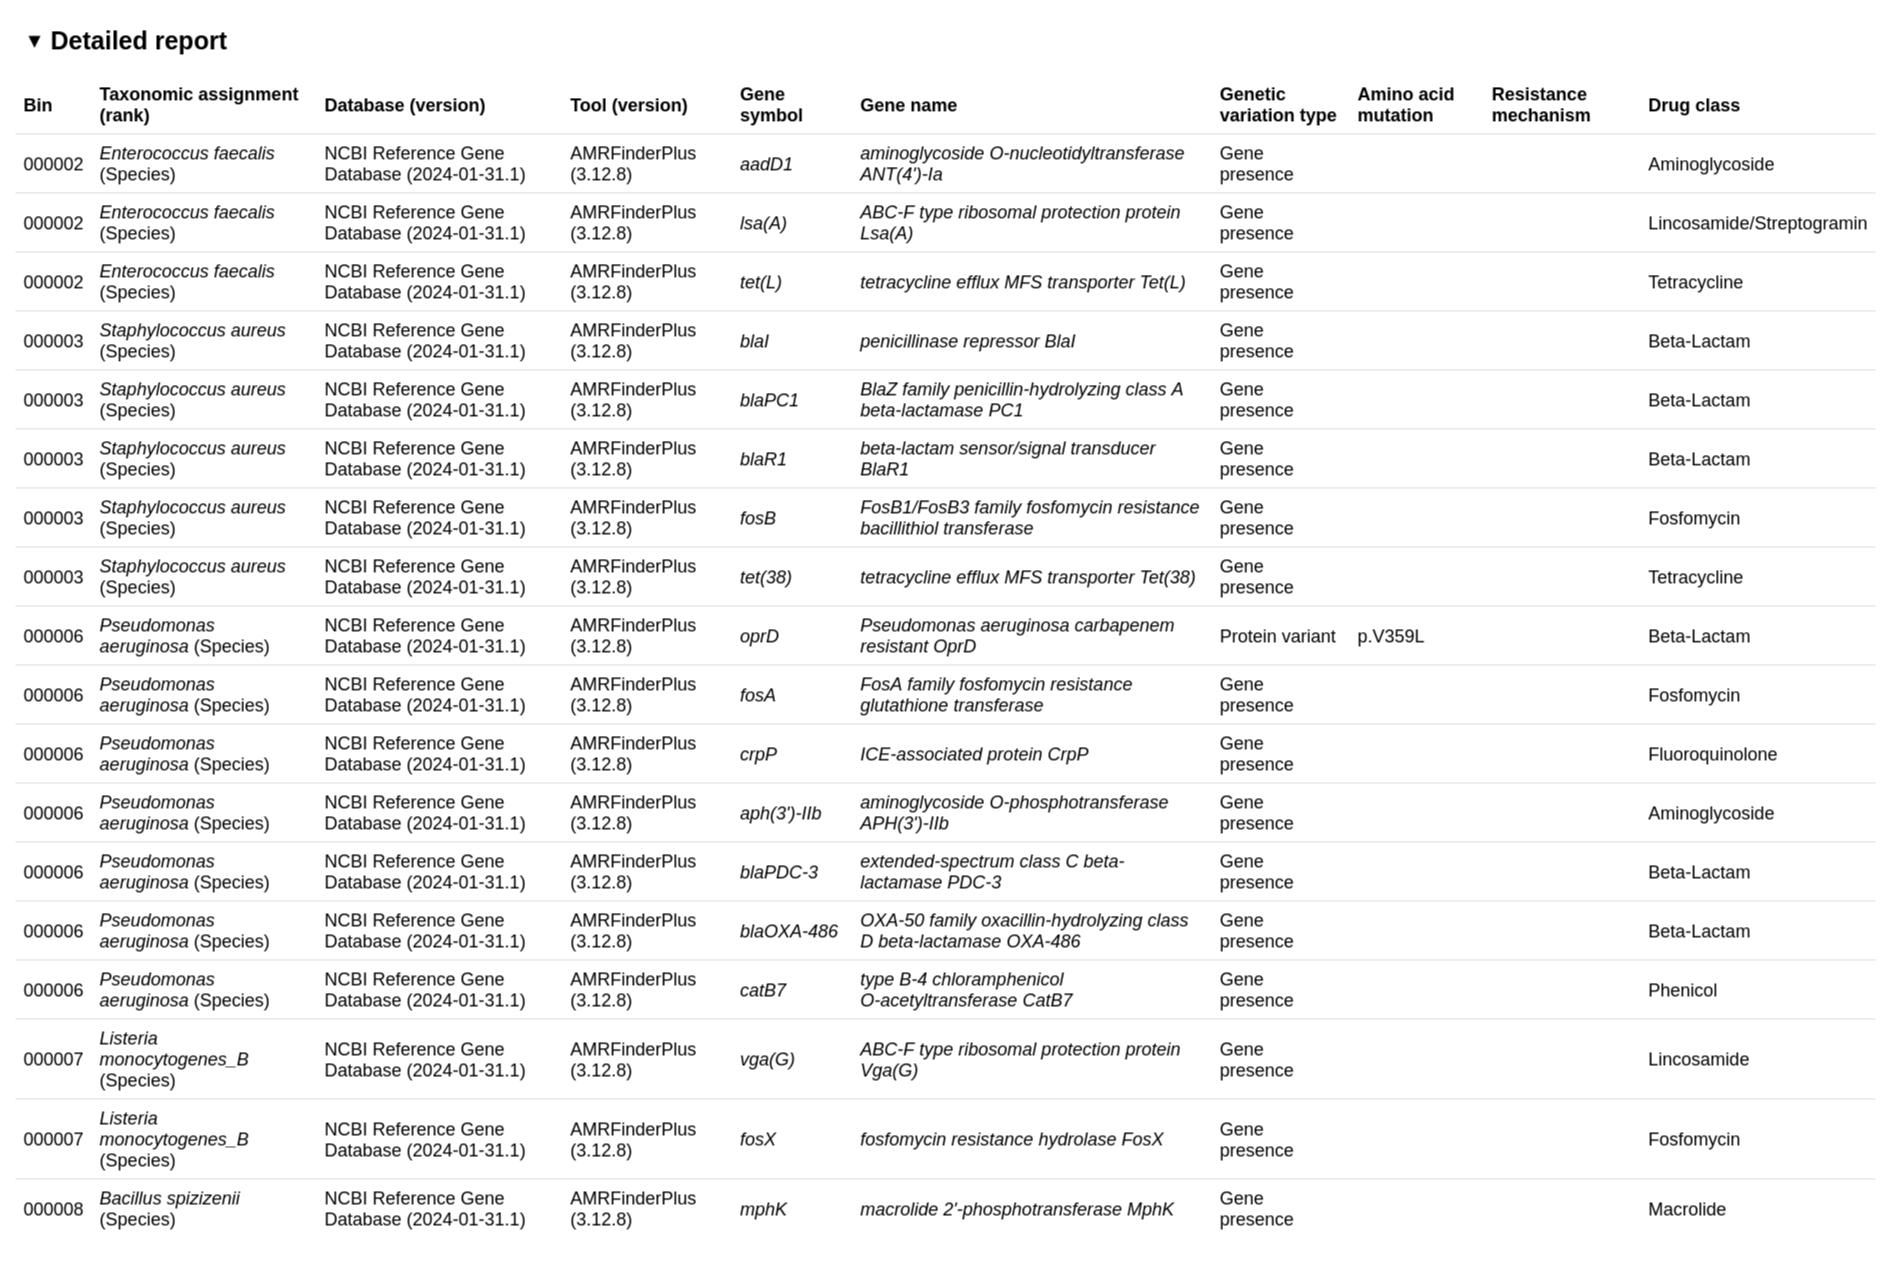 ▼ Detailed report
Bin Taxonomic assignment (rank) Database (version) Tool (version) Gene symbol Gene name Genetic variation type Amino acid mutation Resistance mechanism Drug class
000002 Enterococcus faecalis (Species) NCBI Reference Gene Database (2024-01-31.1) AMRFinderPlus (3.12.8) aadD1 aminoglycoside O-nucleotidyltransferase ANT(4')-Ia Gene presence Aminoglycoside
000002 Enterococcus faecalis (Species) NCBI Reference Gene Database (2024-01-31.1) AMRFinderPlus (3.12.8) lsa(A) ABC-F type ribosomal protection protein Lsa(A) Gene presence Lincosamide/Streptogramin
000002 Enterococcus faecalis (Species) NCBI Reference Gene Database (2024-01-31.1) AMRFinderPlus (3.12.8) tet(L) tetracycline efflux MFS transporter Tet(L) Gene presence Tetracycline
000003 Staphylococcus aureus (Species) NCBI Reference Gene Database (2024-01-31.1) AMRFinderPlus (3.12.8) blaI penicillinase repressor BlaI Gene presence Beta-Lactam
000003 Staphylococcus aureus (Species) NCBI Reference Gene Database (2024-01-31.1) AMRFinderPlus (3.12.8) blaPC1 BlaZ family penicillin-hydrolyzing class A beta-lactamase PC1 Gene presence Beta-Lactam
000003 Staphylococcus aureus (Species) NCBI Reference Gene Database (2024-01-31.1) AMRFinderPlus (3.12.8) blaR1 beta-lactam sensor/signal transducer BlaR1 Gene presence Beta-Lactam
000003 Staphylococcus aureus (Species) NCBI Reference Gene Database (2024-01-31.1) AMRFinderPlus (3.12.8) fosB FosB1/FosB3 family fosfomycin resistance bacillithiol transferase Gene presence Fosfomycin
000003 Staphylococcus aureus (Species) NCBI Reference Gene Database (2024-01-31.1) AMRFinderPlus (3.12.8) tet(38) tetracycline efflux MFS transporter Tet(38) Gene presence Tetracycline
000006 Pseudomonas aeruginosa (Species) NCBI Reference Gene Database (2024-01-31.1) AMRFinderPlus (3.12.8) oprD Pseudomonas aeruginosa carbapenem resistant OprD Protein variant p.V359L Beta-Lactam
000006 Pseudomonas aeruginosa (Species) NCBI Reference Gene Database (2024-01-31.1) AMRFinderPlus (3.12.8) fosA FosA family fosfomycin resistance glutathione transferase Gene presence Fosfomycin
000006 Pseudomonas aeruginosa (Species) NCBI Reference Gene Database (2024-01-31.1) AMRFinderPlus (3.12.8) crpP ICE-associated protein CrpP Gene presence Fluoroquinolone
000006 Pseudomonas aeruginosa (Species) NCBI Reference Gene Database (2024-01-31.1) AMRFinderPlus (3.12.8) aph(3')-IIb aminoglycoside O-phosphotransferase APH(3')-IIb Gene presence Aminoglycoside
000006 Pseudomonas aeruginosa (Species) NCBI Reference Gene Database (2024-01-31.1) AMRFinderPlus (3.12.8) blaPDC-3 extended-spectrum class C beta-lactamase PDC-3 Gene presence Beta-Lactam
000006 Pseudomonas aeruginosa (Species) NCBI Reference Gene Database (2024-01-31.1) AMRFinderPlus (3.12.8) blaOXA-486 OXA-50 family oxacillin-hydrolyzing class D beta-lactamase OXA-486 Gene presence Beta-Lactam
000006 Pseudomonas aeruginosa (Species) NCBI Reference Gene Database (2024-01-31.1) AMRFinderPlus (3.12.8) catB7 type B-4 chloramphenicol O-acetyltransferase CatB7 Gene presence Phenicol
000007 Listeria monocytogenes_B (Species) NCBI Reference Gene Database (2024-01-31.1) AMRFinderPlus (3.12.8) vga(G) ABC-F type ribosomal protection protein Vga(G) Gene presence Lincosamide
000007 Listeria monocytogenes_B (Species) NCBI Reference Gene Database (2024-01-31.1) AMRFinderPlus (3.12.8) fosX fosfomycin resistance hydrolase FosX Gene presence Fosfomycin
000008 Bacillus spizizenii (Species) NCBI Reference Gene Database (2024-01-31.1) AMRFinderPlus (3.12.8) mphK macrolide 2'-phosphotransferase MphK Gene presence Macrolide